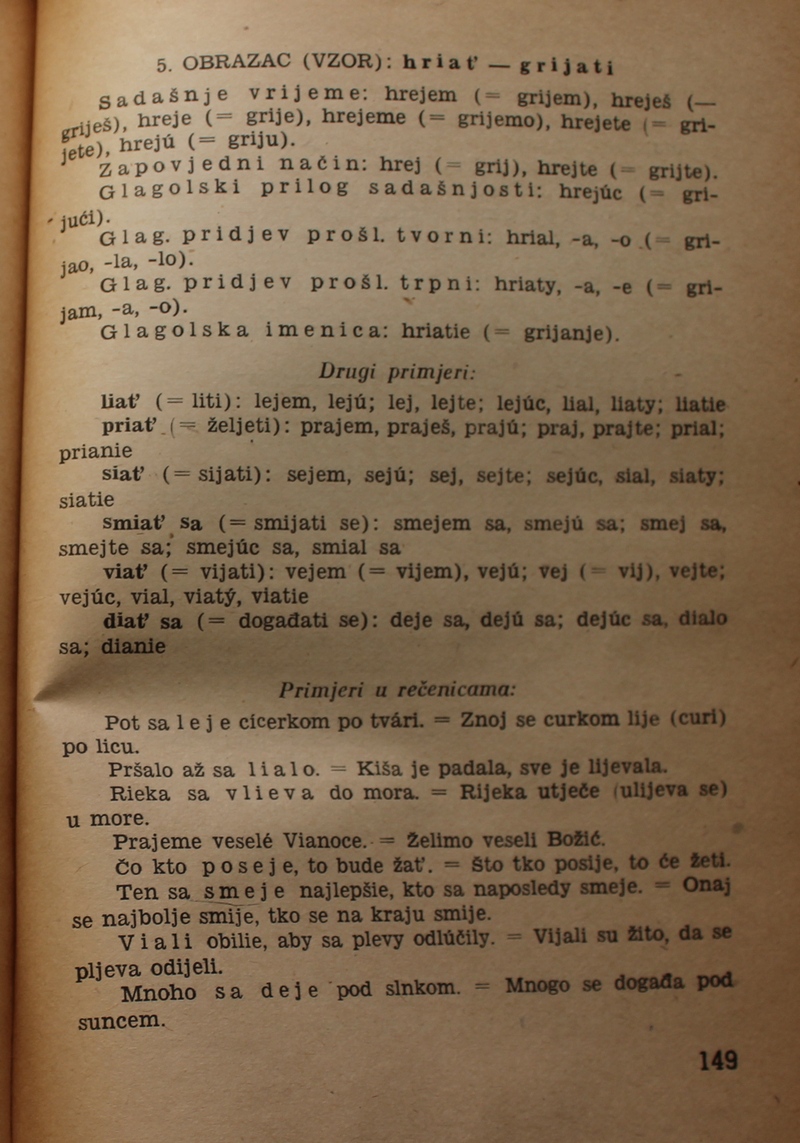 5. OBRAZAC (VZOR): hriať — grijati
Sadašnje vrijeme: hrejem (= grijem), hreješ (—
griješ), hreje (= grije), hrejeme (= grijemo), hrejete (= gri-
jete), hrejú (= griju).
Zapovjedni način: hrej (= grij), hrejte (= grijte).
Glagolski prilog sadašnjosti: hrejúc (= gri-
jući).
Glag. pridjev prošl. tvorni: hrial, -a, -o (= gri-
jao, -la, -lo).
Glag. pridjev prošl. trpni: hriaty, -a, -e (= gri-
jam, -a, -o).
Glagolska imenica: hriatie (= grijanje).
Drugi primjeri:
liať (= liti): lejem, lejú; lej, lejte; lejúc, lial, liaty; liatie
priať (= željeti): prajem, praješ, prajú; praj, prajte; prial;
prianie
siať (= sijati): sejem, sejú; sej, sejte; sejúc, sial, siaty;
siatie
smiať sa (= smijati se): smejem sa, smejú sa; smej sa,
smejte sa; smejúc sa, smial sa
viať (= vijati): vejem (= vijem), vejú; vej (= vij), vejte;
vejúc, vial, viatý, viatie
diať sa (= događati se): deje sa, dejú sa; dejúc sa, dialo
sa; dianie
Primjeri u rečenicama:
Pot sa leje cícerkom po tvári. = Znoj se curkom lije (curi)
po licu.
Pršalo až sa lialo. = Kiša je padala, sve je lijevala.
Rieka sa vlieva do mora. = Rijeka utječe (ulijeva se)
u more.
Prajeme veselé Vianoce. = Želimo veseli Božić.
Čo kto poseje, to bude žať. = Što tko posije, to će žeti.
Ten sa smeje najlepšie, kto sa naposledy smeje. = Onaj
se najbolje smije, tko se na kraju smije.
Viali obilie, aby sa plevy odlúčily. = Vijali su žito, da se
pljeva odijeli.
Mnoho sa deje pod slnkom. = Mnogo se događa pod
suncem.
149